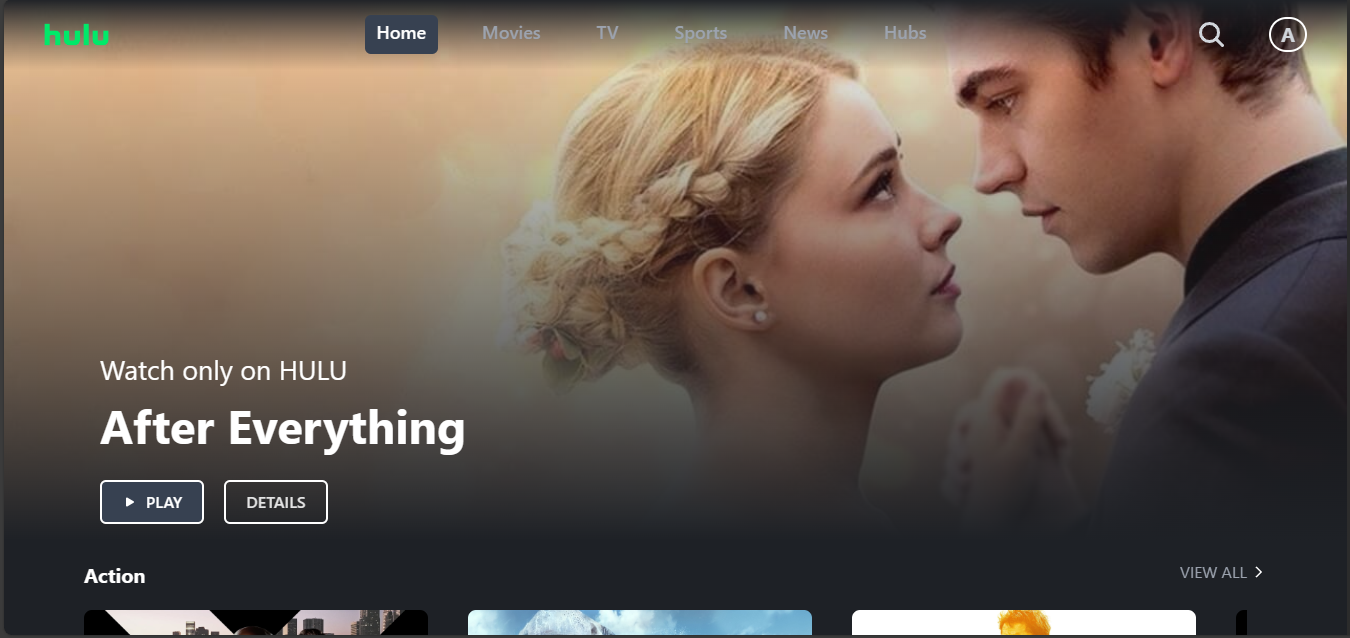 hulu
Home Movies TV Sports News Hubs A
Watch only on HULU
After Everything
PLAY DETAILS
Action VIEW ALL